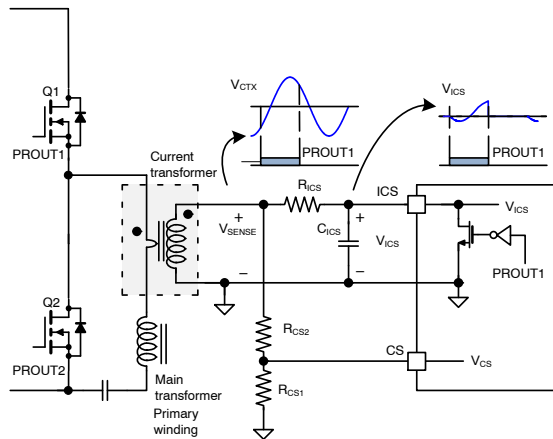 Q1
PROUT1
Q2
PROUT2
Current
transformer
Main
transformer
Primary
winding
VCTX
PROUT1
VICS
PROUT1
RICS
ICS
+
VSENSE
−
CICS
+
VICS
−
VICS
PROUT1
RCS2
RCS1
CS
VCS